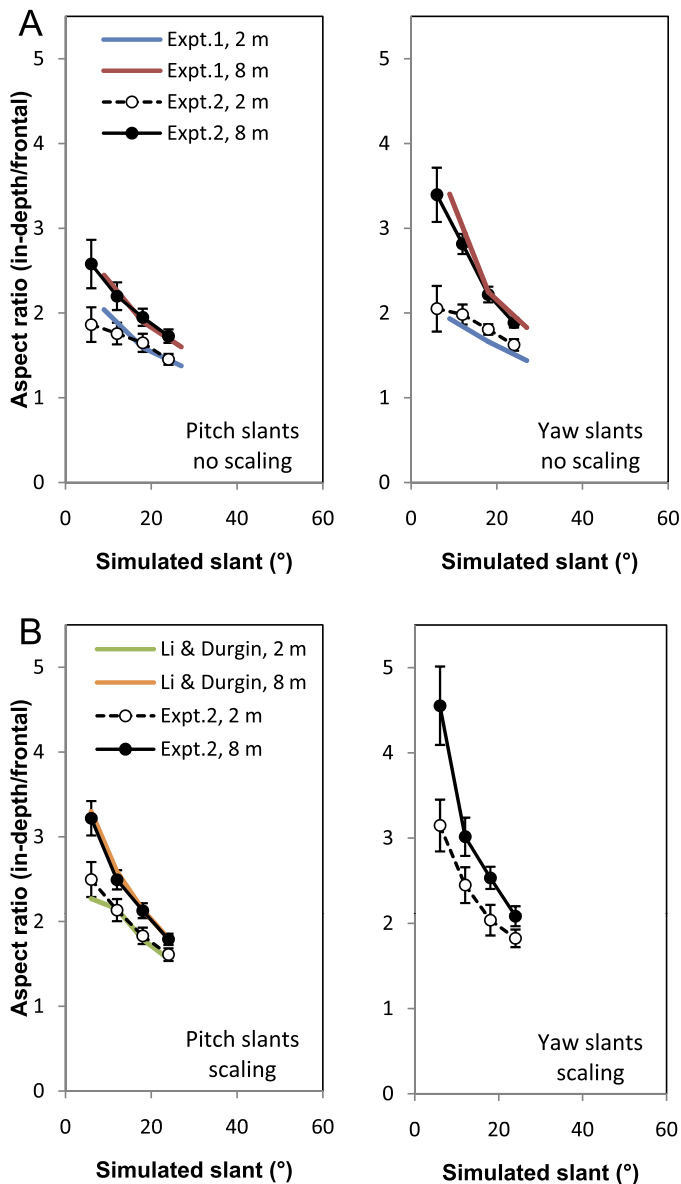 A
Aspect ratio (in-depth/frontal)
5
4
3
2
1
0
Expt.1, 2 m
Expt.1, 8 m
Expt.2, 2 m
Expt.2, 8 m
Pitch slants
no scaling
0 20 40 60
Simulated slant (°)
5
4
3
2
1
0
Yaw slants
no scaling
0 20 40 60
Simulated slant (°)
B
Aspect ratio (in-depth/frontal)
5
4
3
2
1
0
Li & Durgin, 2 m
Li & Durgin, 8 m
Expt.2, 2 m
Expt.2, 8 m
Pitch slants
scaling
0 20 40 60
Simulated slant (°)
5
4
3
2
1
0
Yaw slants
scaling
0 20 40 60
Simulated slant (°)